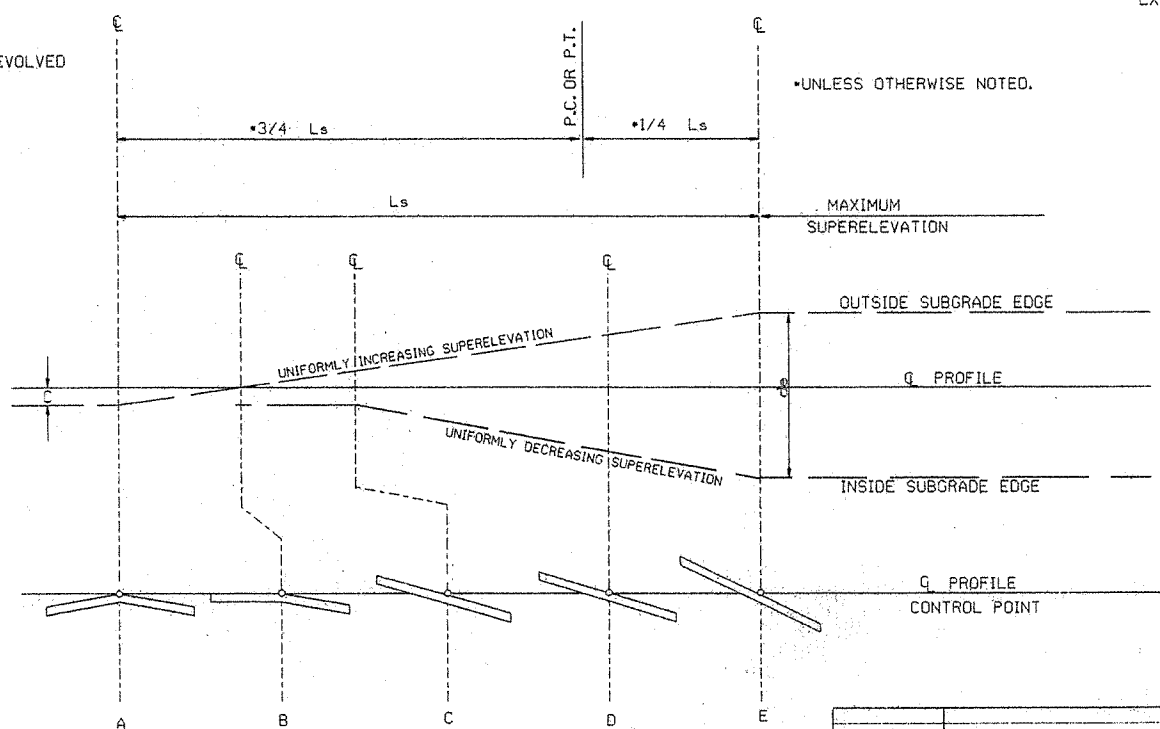 EX
℄
℄
EVOLVED
P.C. OR P.T.
*UNLESS OTHERWISE NOTED.
*3/4 Ls
*1/4 Ls
Ls
MAXIMUM
SUPERELEVATION
℄
℄
℄
OUTSIDE SUBGRADE EDGE
UNIFORMLY INCREASING SUPERELEVATION
℄ PROFILE
C
UNIFORMLY DECREASING SUPERELEVATION
INSIDE SUBGRADE EDGE
℄ PROFILE
CONTROL POINT
A
B
C
D
E